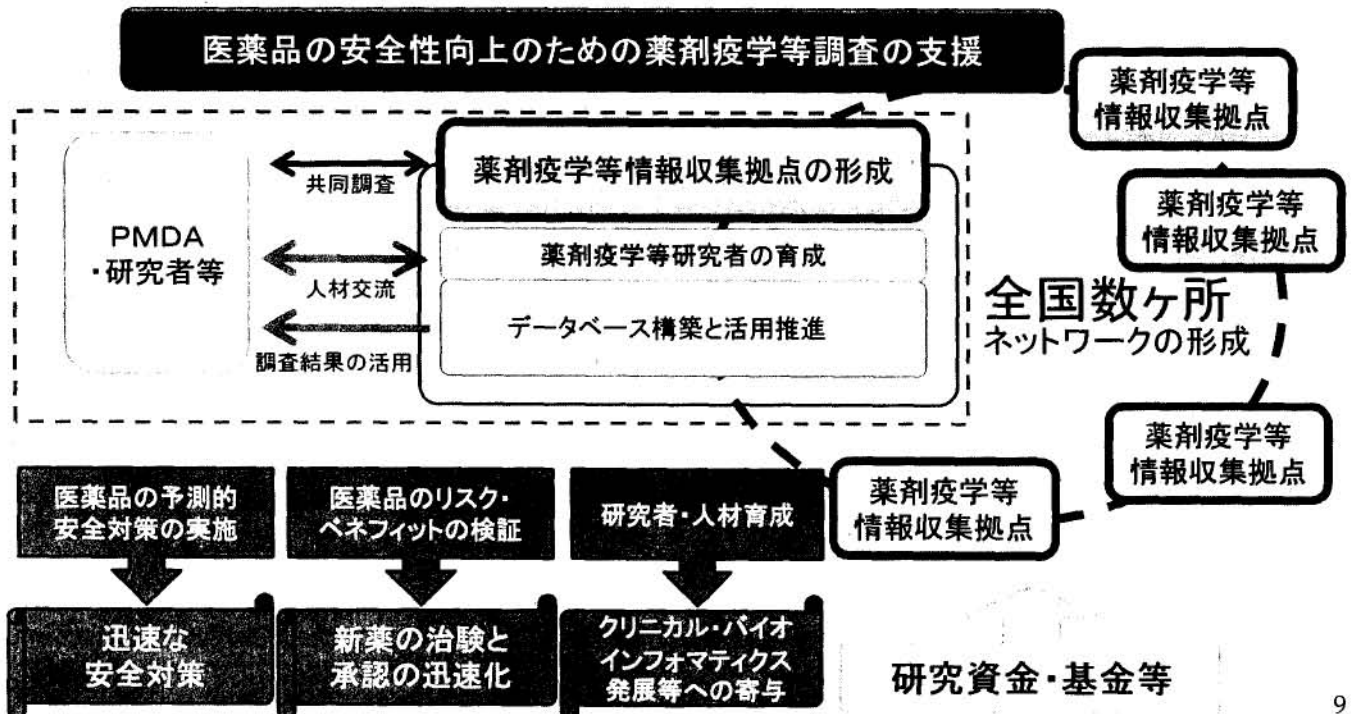 医薬品の安全性向上のための薬剤疫学等調査の支援
薬剤疫学等
情報収集拠点
薬剤疫学等情報収集拠点の形成
共同調査
薬剤疫学等
情報収集拠点
PMDA
・研究者等
薬剤疫学等研究者の育成
人材交流
全国数ヶ所
ネットワークの形成
データベース構築と活用推進
調査結果の活用
薬剤疫学等
情報収集拠点
医薬品の予測的
安全対策の実施
医薬品のリスク・
ベネフィットの検証
研究者・人材育成
薬剤疫学等
情報収集拠点
迅速な
安全対策
新薬の治験と
承認の迅速化
クリニカル・バイオ
インフォマティクス
発展等への寄与
研究資金・基金等
9